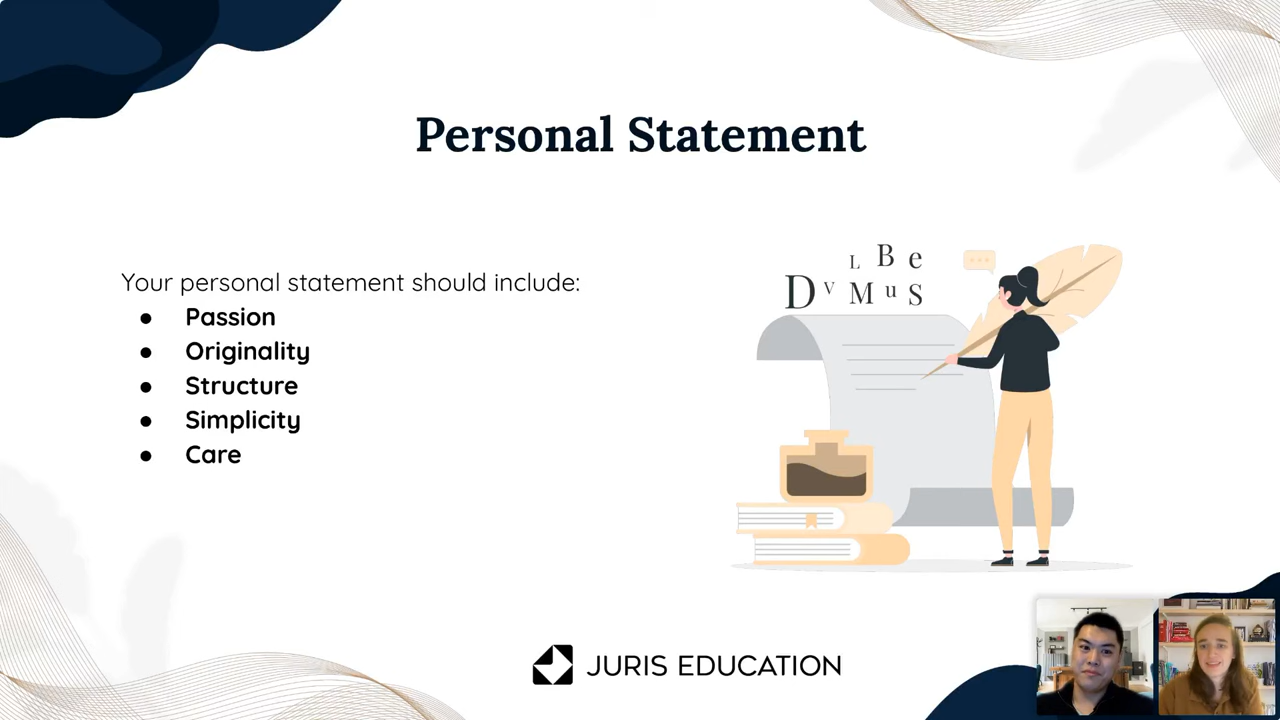 Personal Statement
Your personal statement should include:
● Passion
● Originality
● Structure
● Simplicity
● Care
L B e
D v M u S
JURIS EDUCATION